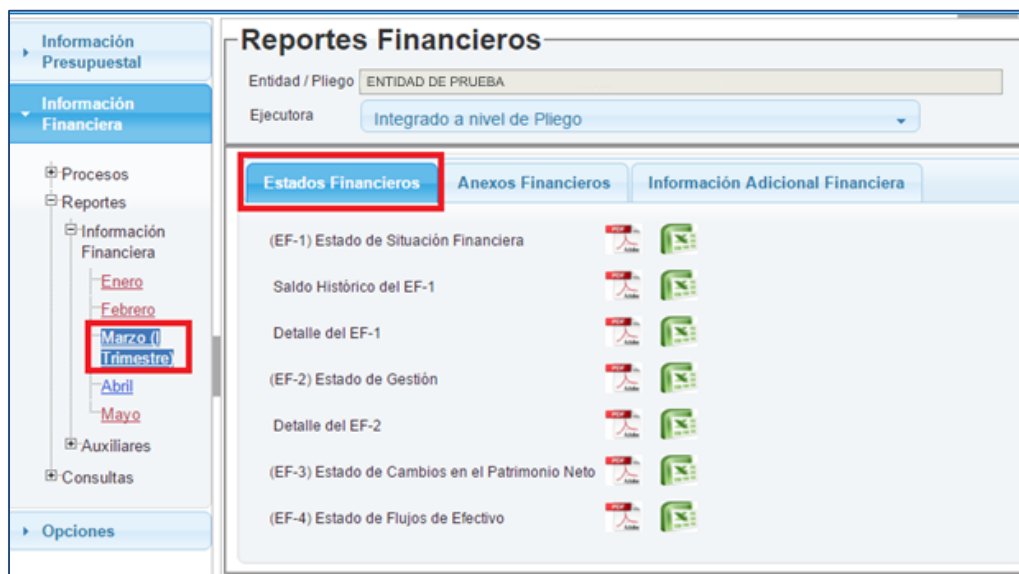 Información
Presupuestal
Información
Financiera
Procesos
Reportes
Información
Financiera
Enero
Febrero
Marzo (I
Trimestre)
Abril
Mayo
Auxiliares
Consultas
Opciones
Reportes Financieros
Entidad / Pliego ENTIDAD DE PRUEBA
Ejecutora Integrado a nivel de Pliego
Estados Financieros Anexos Financieros Información Adicional Financiera
(EF-1) Estado de Situación Financiera
Saldo Histórico del EF-1
Detalle del EF-1
(EF-2) Estado de Gestión
Detalle del EF-2
(EF-3) Estado de Cambios en el Patrimonio Neto
(EF-4) Estado de Flujos de Efectivo